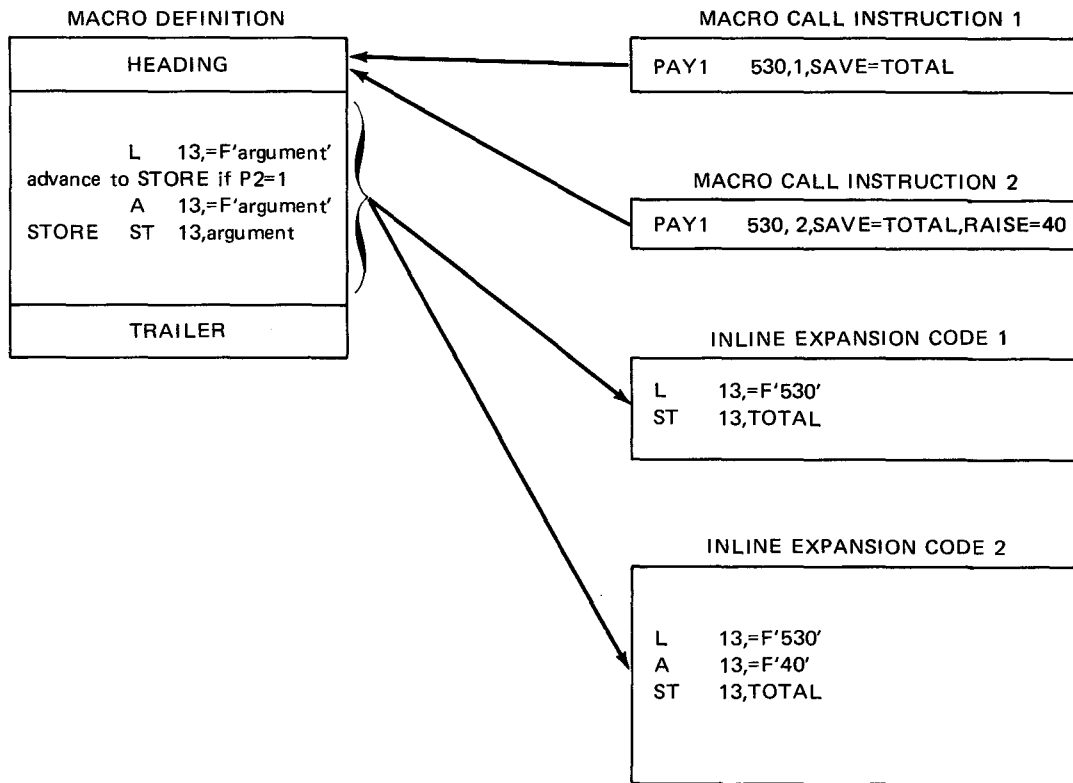 MACRO DEFINITION
HEADING
L 13,=F'argument'
advance to STORE if P2=1
A 13,=F'argument'
STORE ST 13,argument
TRAILER
MACRO CALL INSTRUCTION 1
PAY1 530,1,SAVE=TOTAL
MACRO CALL INSTRUCTION 2
PAY1 530, 2,SAVE=TOTAL,RAISE=40
INLINE EXPANSION CODE 1
L 13,=F'530'
ST 13,TOTAL
INLINE EXPANSION CODE 2
L 13,=F'530'
A 13,=F'40'
ST 13,TOTAL